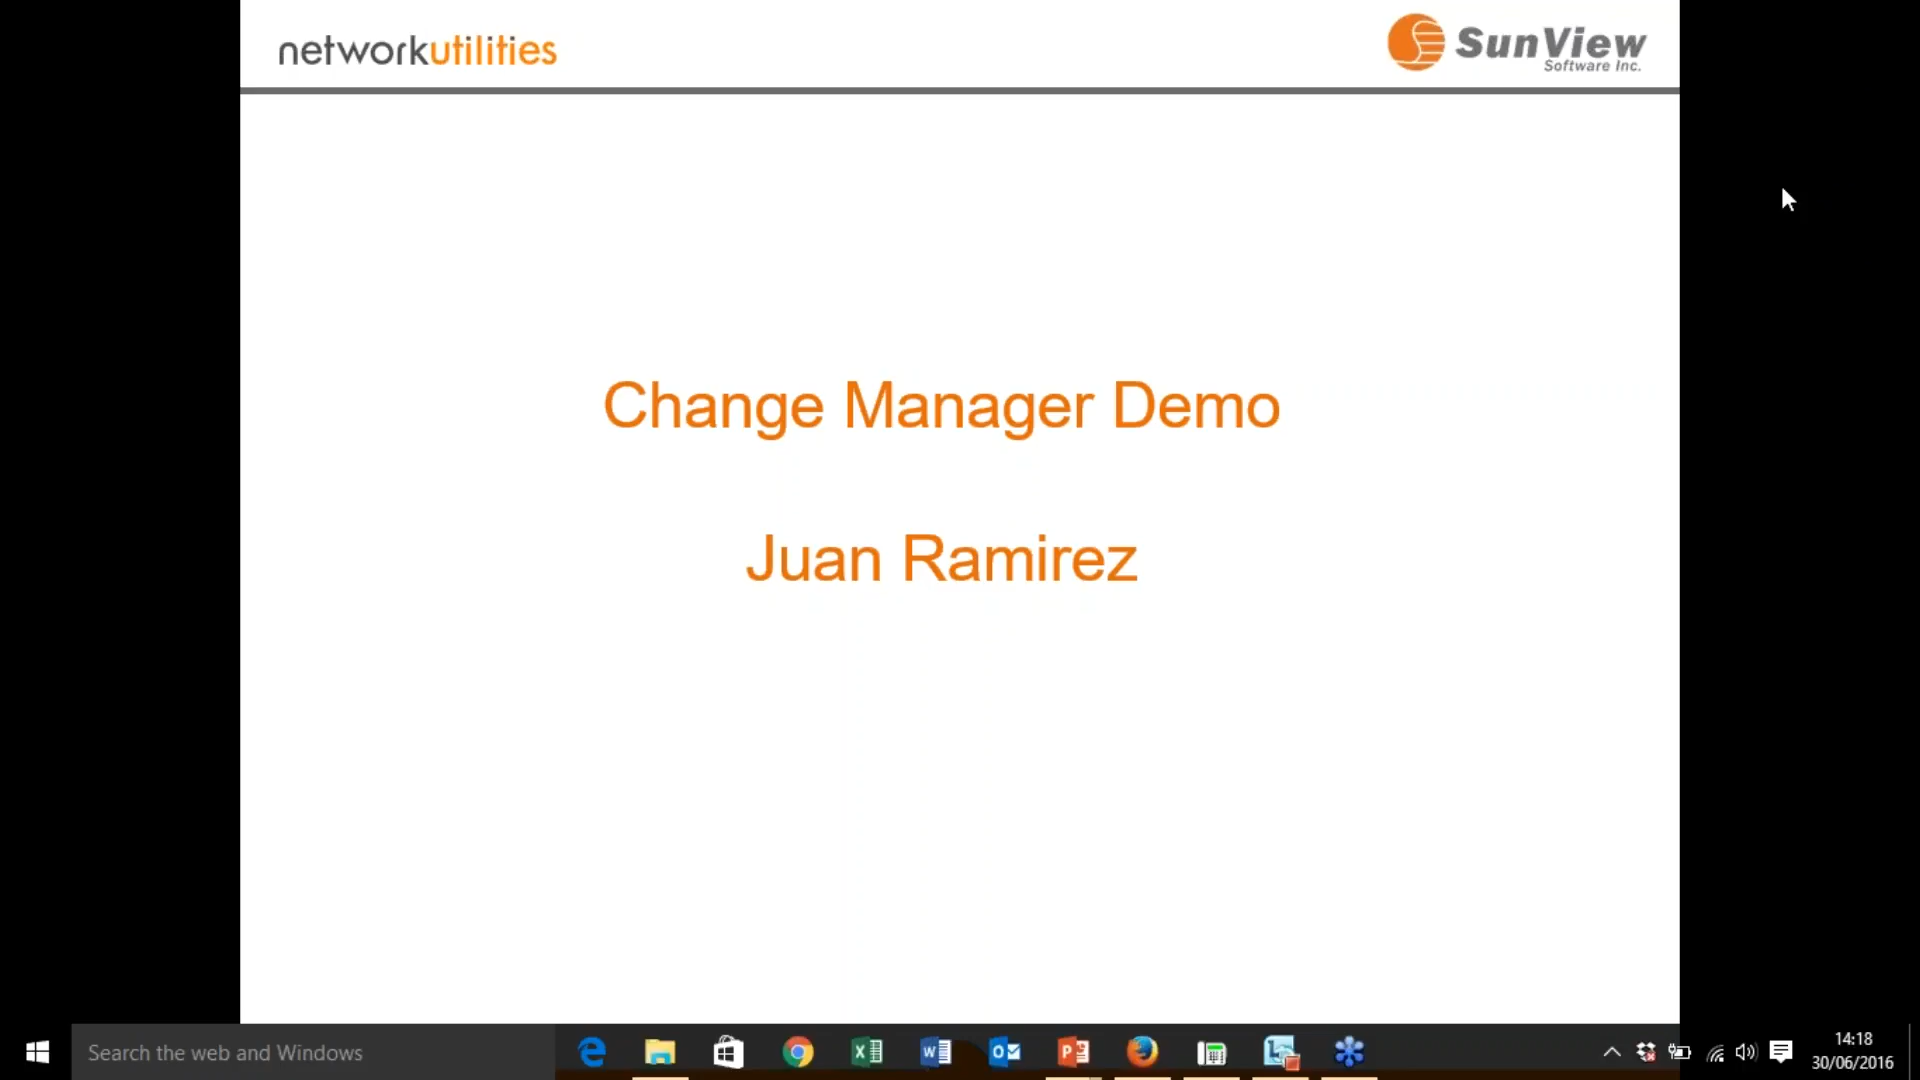 networkutilities
SunView
Software Inc.
Change Manager Demo
Juan Ramirez
Search the web and Windows
14:18
30/06/2016